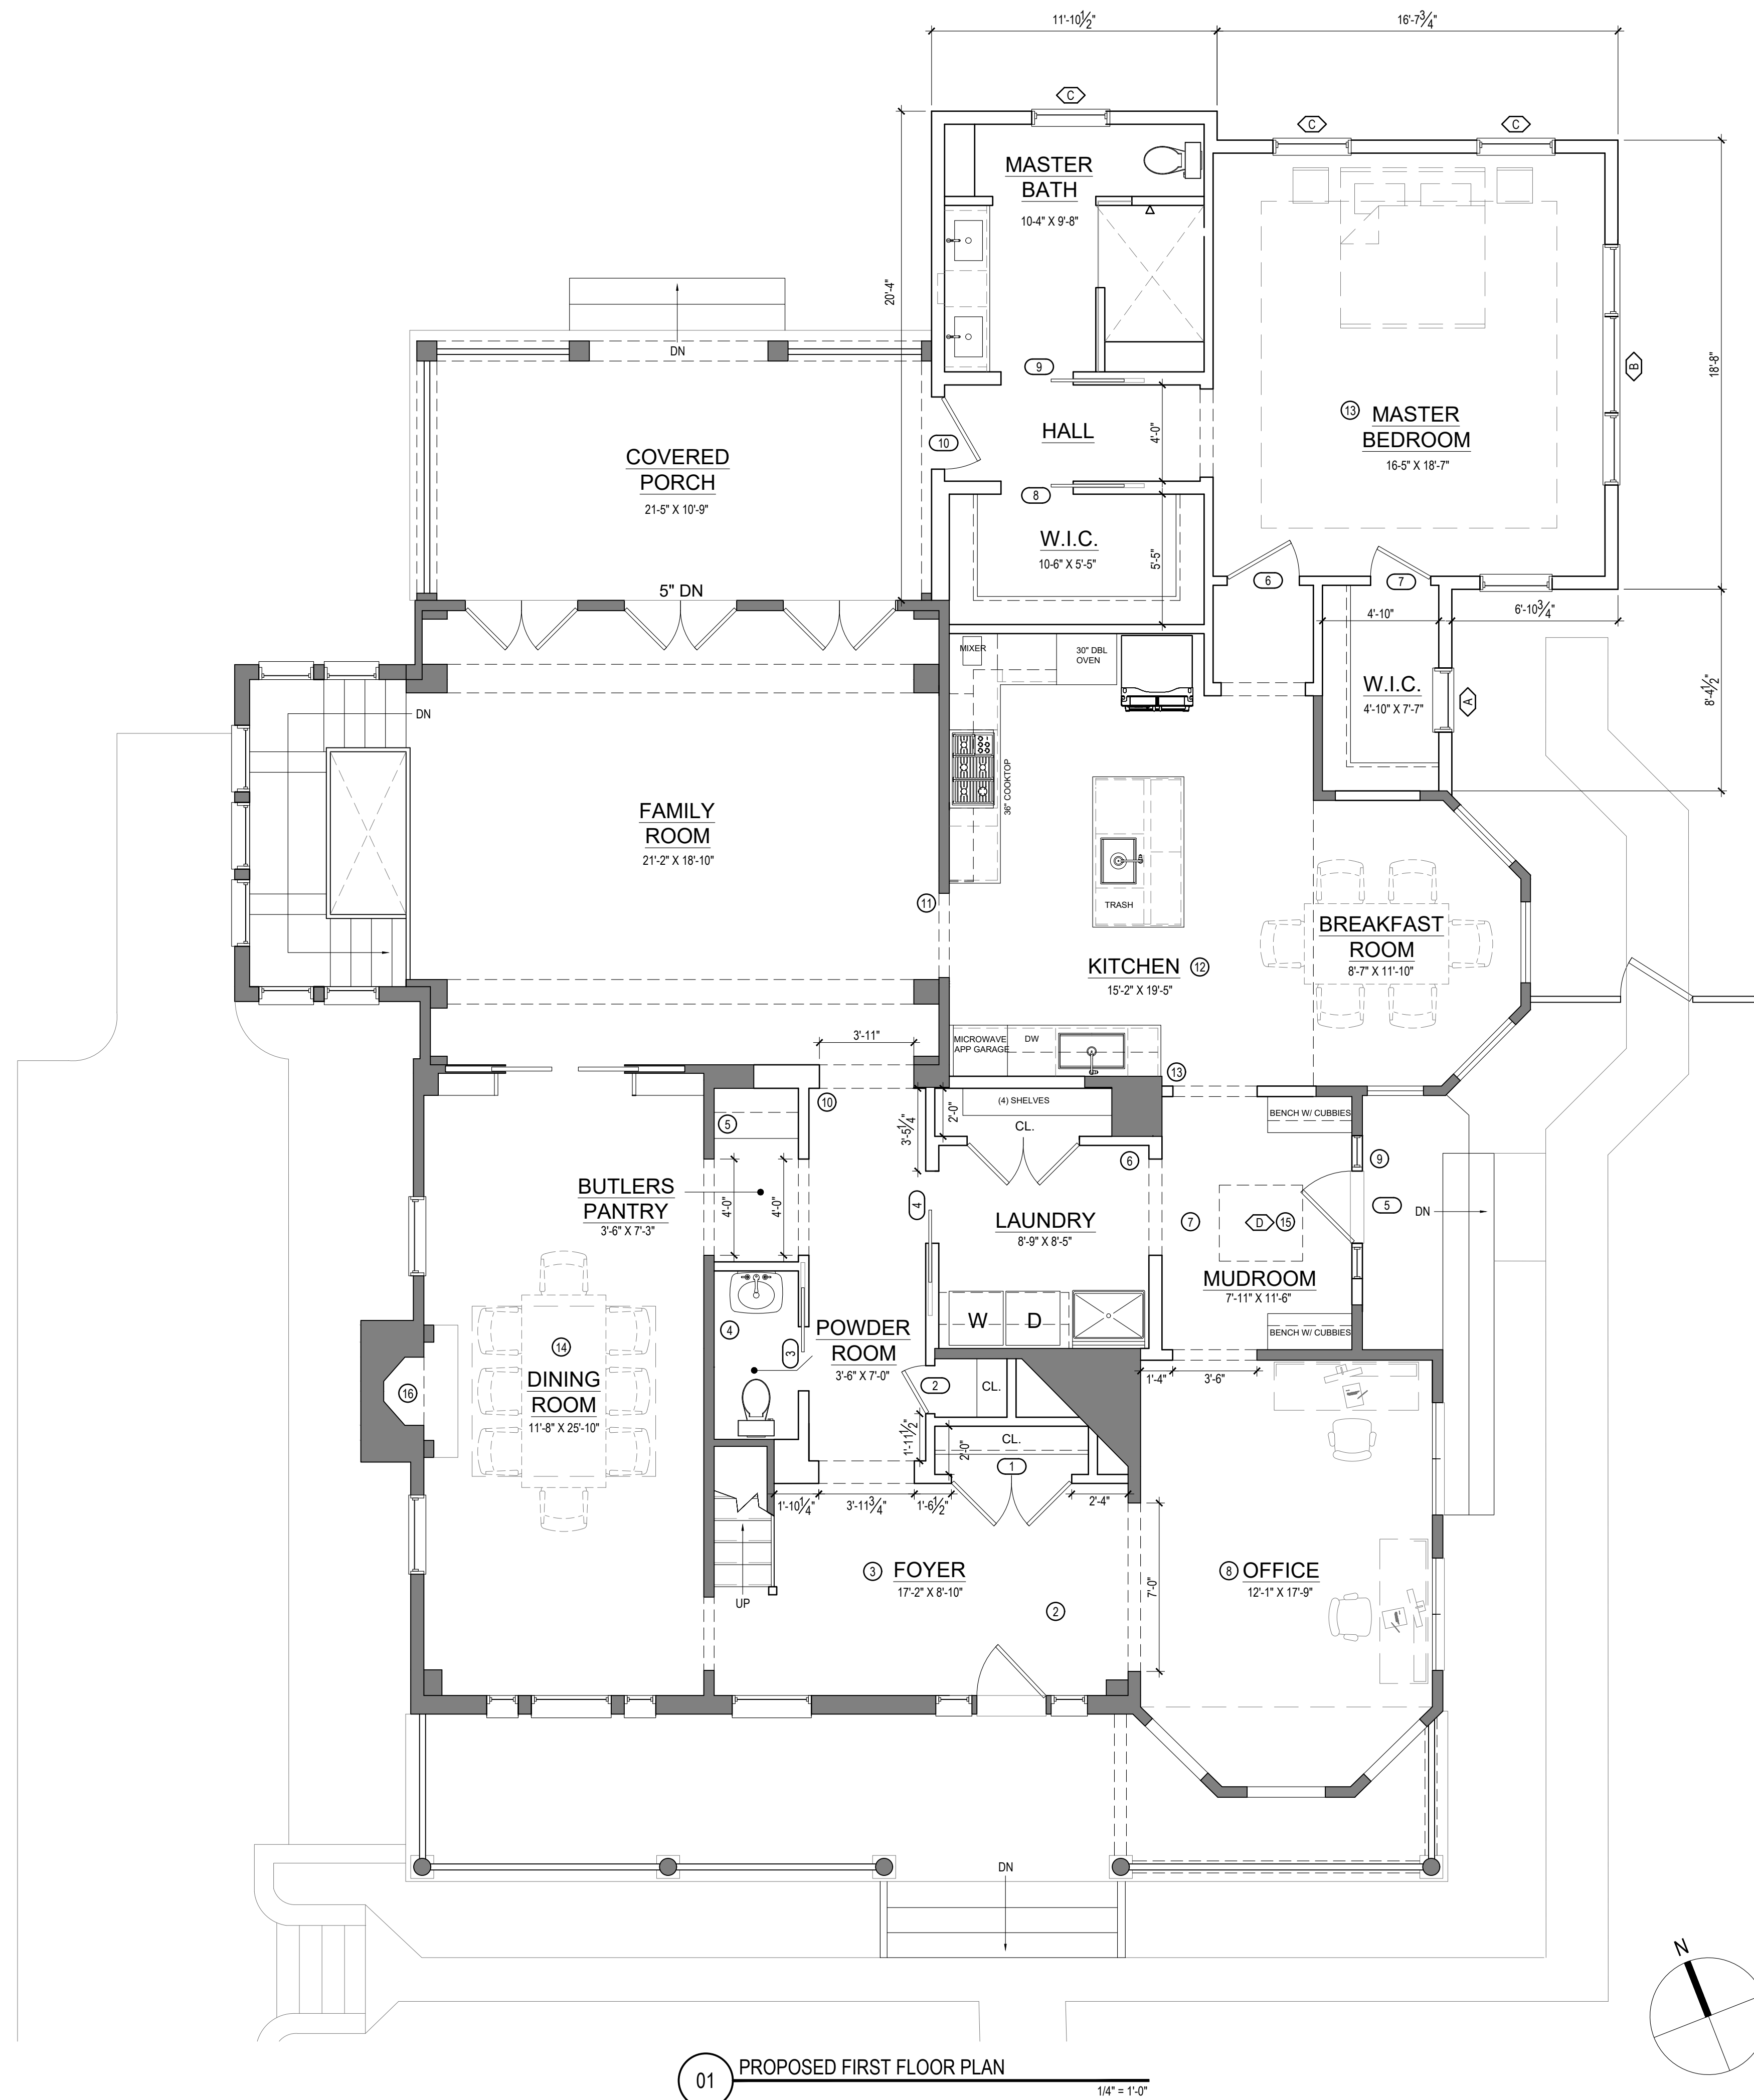 11'-10½"
16'-7¾"
C
C
C
MASTER
BATH
10-4" X 9'-8"
20'-4"
18'-8"
DN
9
B
13
MASTER
BEDROOM
16-5" X 18'-7"
HALL
4'-0"
10
COVERED
PORCH
21-5" X 10'-9"
8
W.I.C.
10-6" X 5'-5"
5'-5"
6
7
5" DN
4'-10"
6'-10¾"
MIXER
30" DBL
OVEN
W.I.C.
4'-10" X 7'-7"
A
8'-4½"
DN
36" COOKTOP
FAMILY
ROOM
21'-2" X 18'-10"
TRASH
11
BREAKFAST
ROOM
8'-7" X 11'-10"
KITCHEN
12
15'-2" X 19'-5"
3'-11"
MICROWAVE
APP GARAGE
DW
13
10
(4) SHELVES
2'-0"
CL.
BENCH W/ CUBBIES
5
3'-5¼"
6
9
BUTLERS
PANTRY
3'-6" X 7'-3"
4'-0"
4'-0"
4
LAUNDRY
8'-9" X 8'-5"
7
D
15
5
DN
MUDROOM
7'-11" X 11'-6"
W
D
BENCH W/ CUBBIES
4
3
POWDER
ROOM
3'-6" X 7'-0"
14
DINING
ROOM
11'-8" X 25'-10"
16
2
CL.
1'-4"
3'-6"
1'-11½"
2'-0"
CL.
1
1'-10¼"
3'-11¾"
1'-6½"
2'-4"
3
FOYER
17'-2" X 8'-10"
UP
2
7'-0"
8
OFFICE
12'-1" X 17'-9"
DN
N
01
PROPOSED FIRST FLOOR PLAN
1/4" = 1'-0"